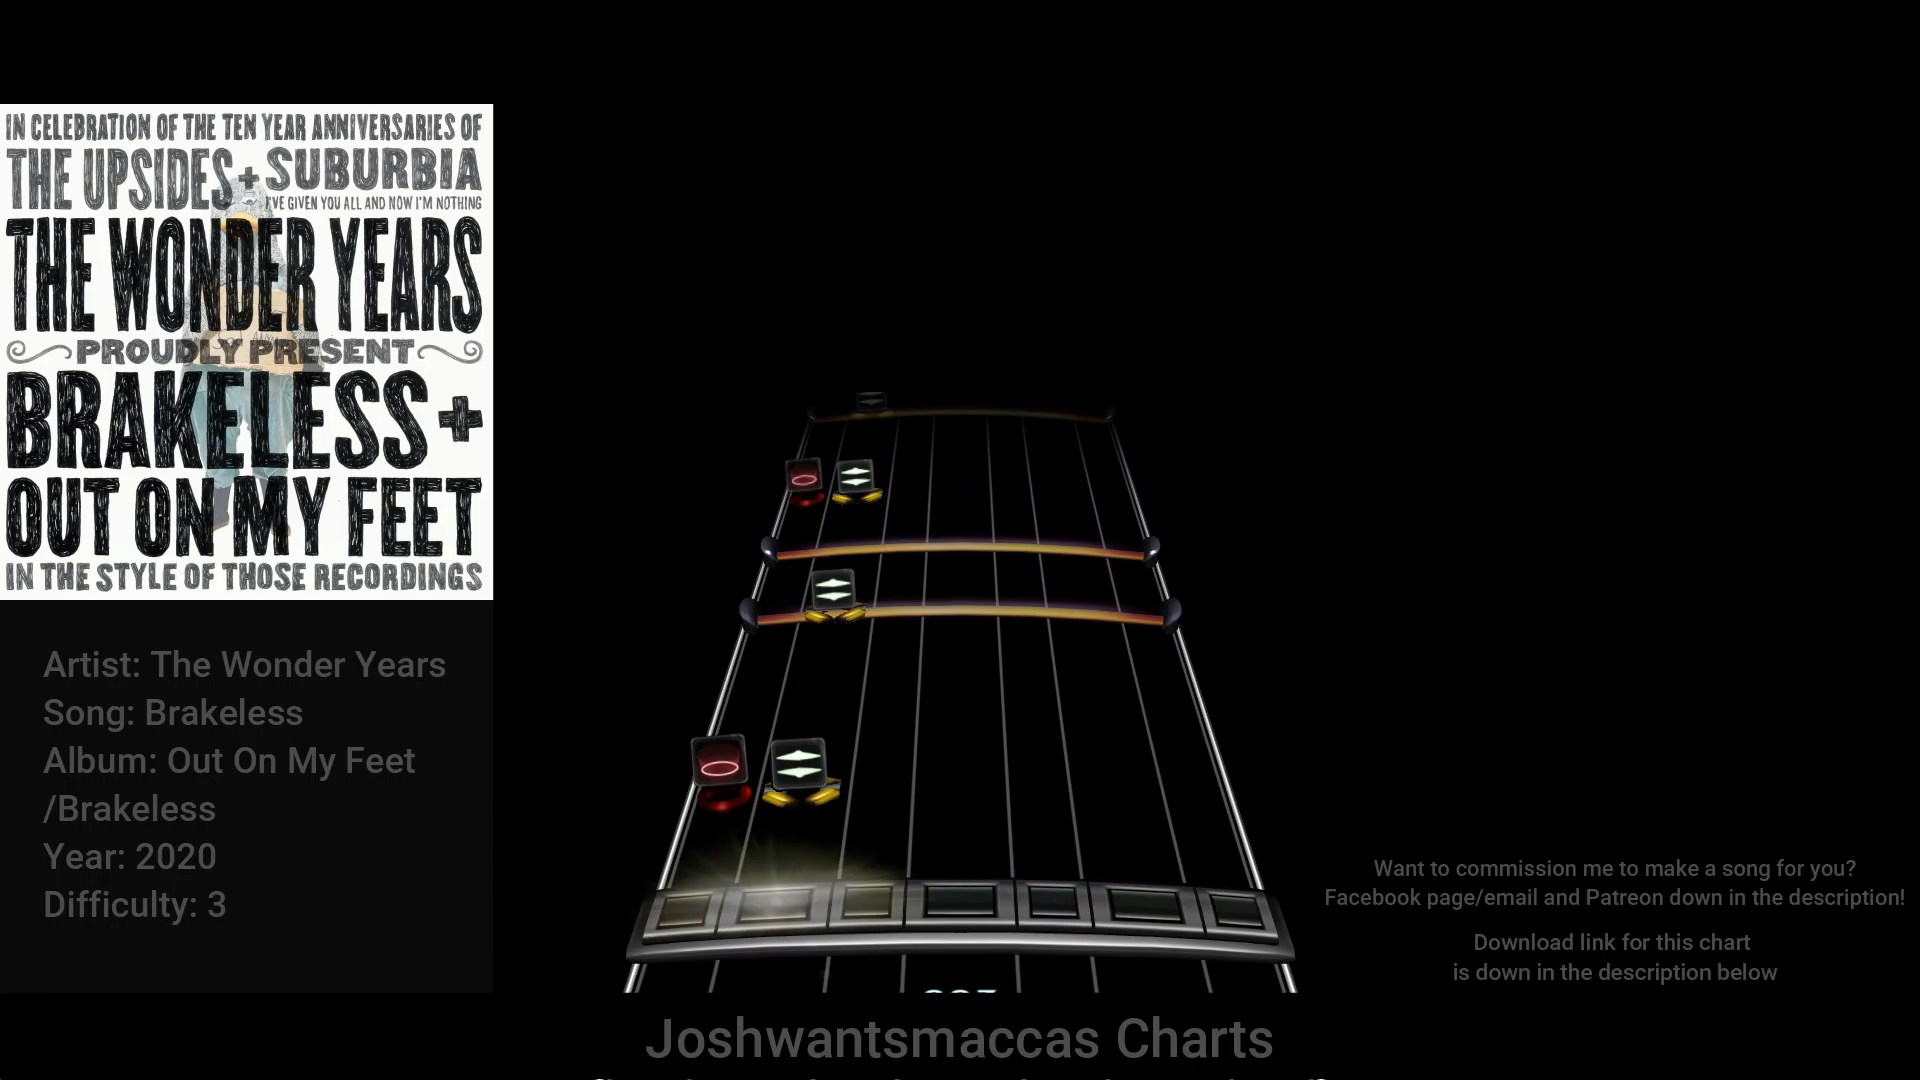 IN CELEBRATION OF THE TEN YEAR ANNIVERSARIES OF
THE UPSIDES + SUBURBIA
I'VE GIVEN YOU ALL AND NOW I'M NOTHING
THE WONDER YEARS
PROUDLY PRESENT
BRAKELESS +
OUT ON MY FEET
IN THE STYLE OF THOSE RECORDINGS
Artist: The Wonder Years
Song: Brakeless
Album: Out On My Feet
/Brakeless
Year: 2020
Difficulty: 3
Want to commission me to make a song for you?
Facebook page/email and Patreon down in the description!
Download link for this chart
is down in the description below
Joshwantsmaccas Charts